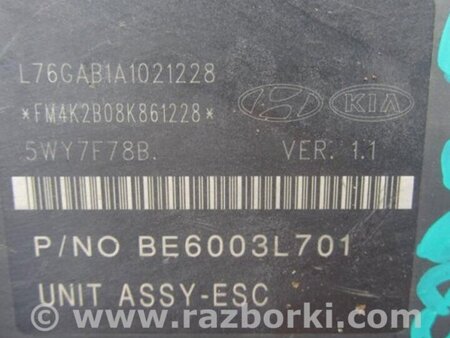 L76GAB1A1021228
*FM4K2B08K861228*
KIA
5WY7F78B. VER. 1.1
P/NO BE6003L701
UNIT ASSY-ESC
www.razborki.com